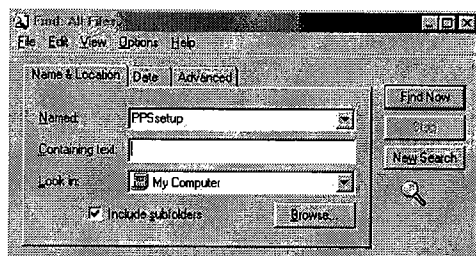 Find: All Files
File Edit View Options Help
Name & Location Date Advanced
Named: PPSsetup
Containing text:
Look in: My Computer
Include subfolders
Browse...
Find Now
Stop
New Search